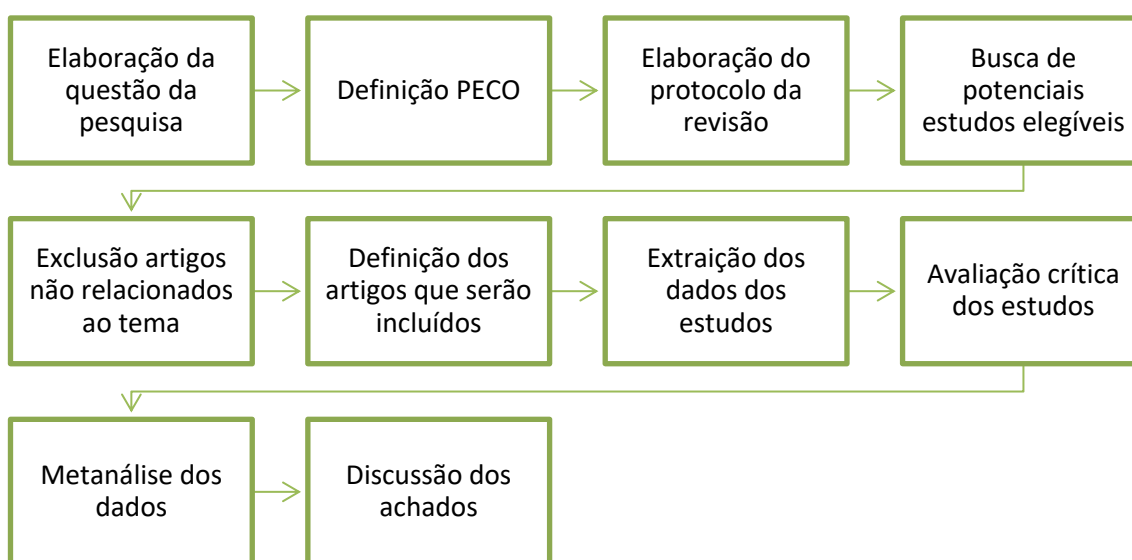 Elaboração da
questão da
pesquisa
Definição PECO
Elaboração do
protocolo da
revisão
Busca de
potenciais
estudos elegíveis
Exclusão artigos
não relacionados
ao tema
Definição dos
artigos que serão
incluídos
Extraição dos
dados dos
estudos
Avaliação crítica
dos estudos
Metanálise dos
dados
Discussão dos
achados